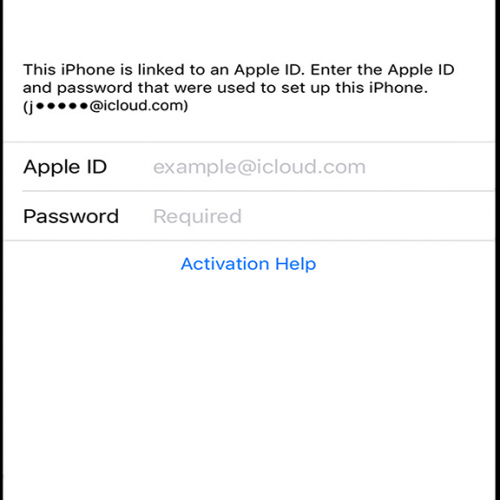 This iPhone is linked to an Apple ID. Enter the Apple ID
and password that were used to set up this iPhone.
(j●●●●●@icloud.com)
Apple ID example@icloud.com
Password Required
Activation Help